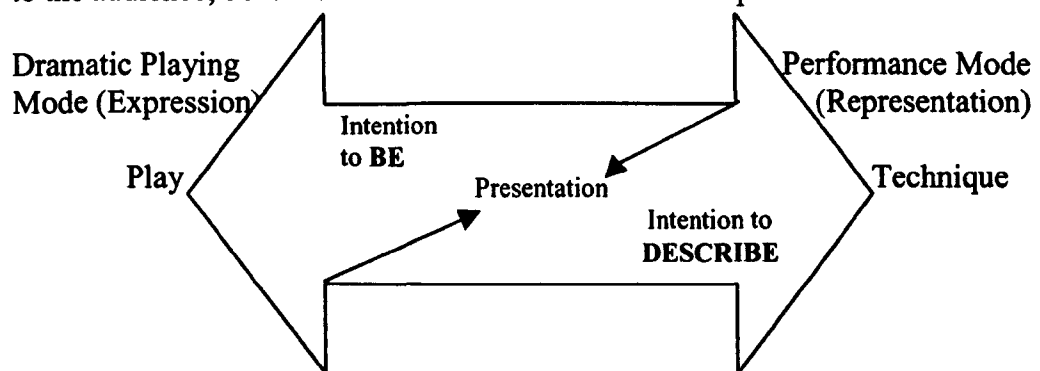 Dramatic Playing
Mode (Expression)
Performance Mode
(Representation)
Intention
to BE
Play
Presentation
Technique
Intention to
DESCRIBE